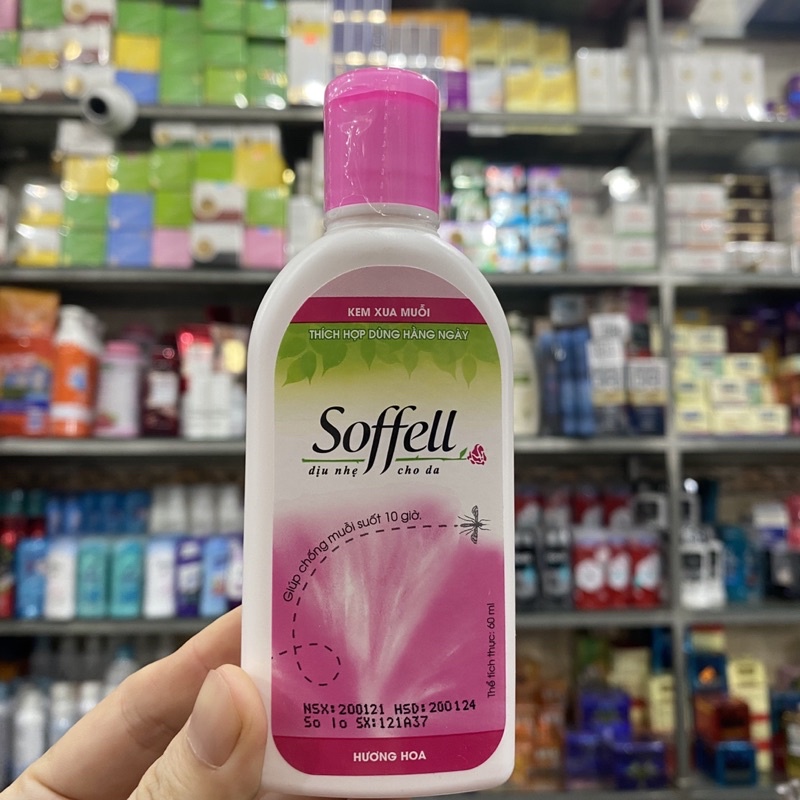 KEM XUA MUỖI
THÍCH HỢP DÙNG HẰNG NGÀY
Soffell
dịu nhẹ cho da
Giúp chống muỗi suốt 10 giờ.
Thể tích thực: 60 ml
NSX:200121 HSD:200124
So lo SX:121A37
HƯƠNG HOA